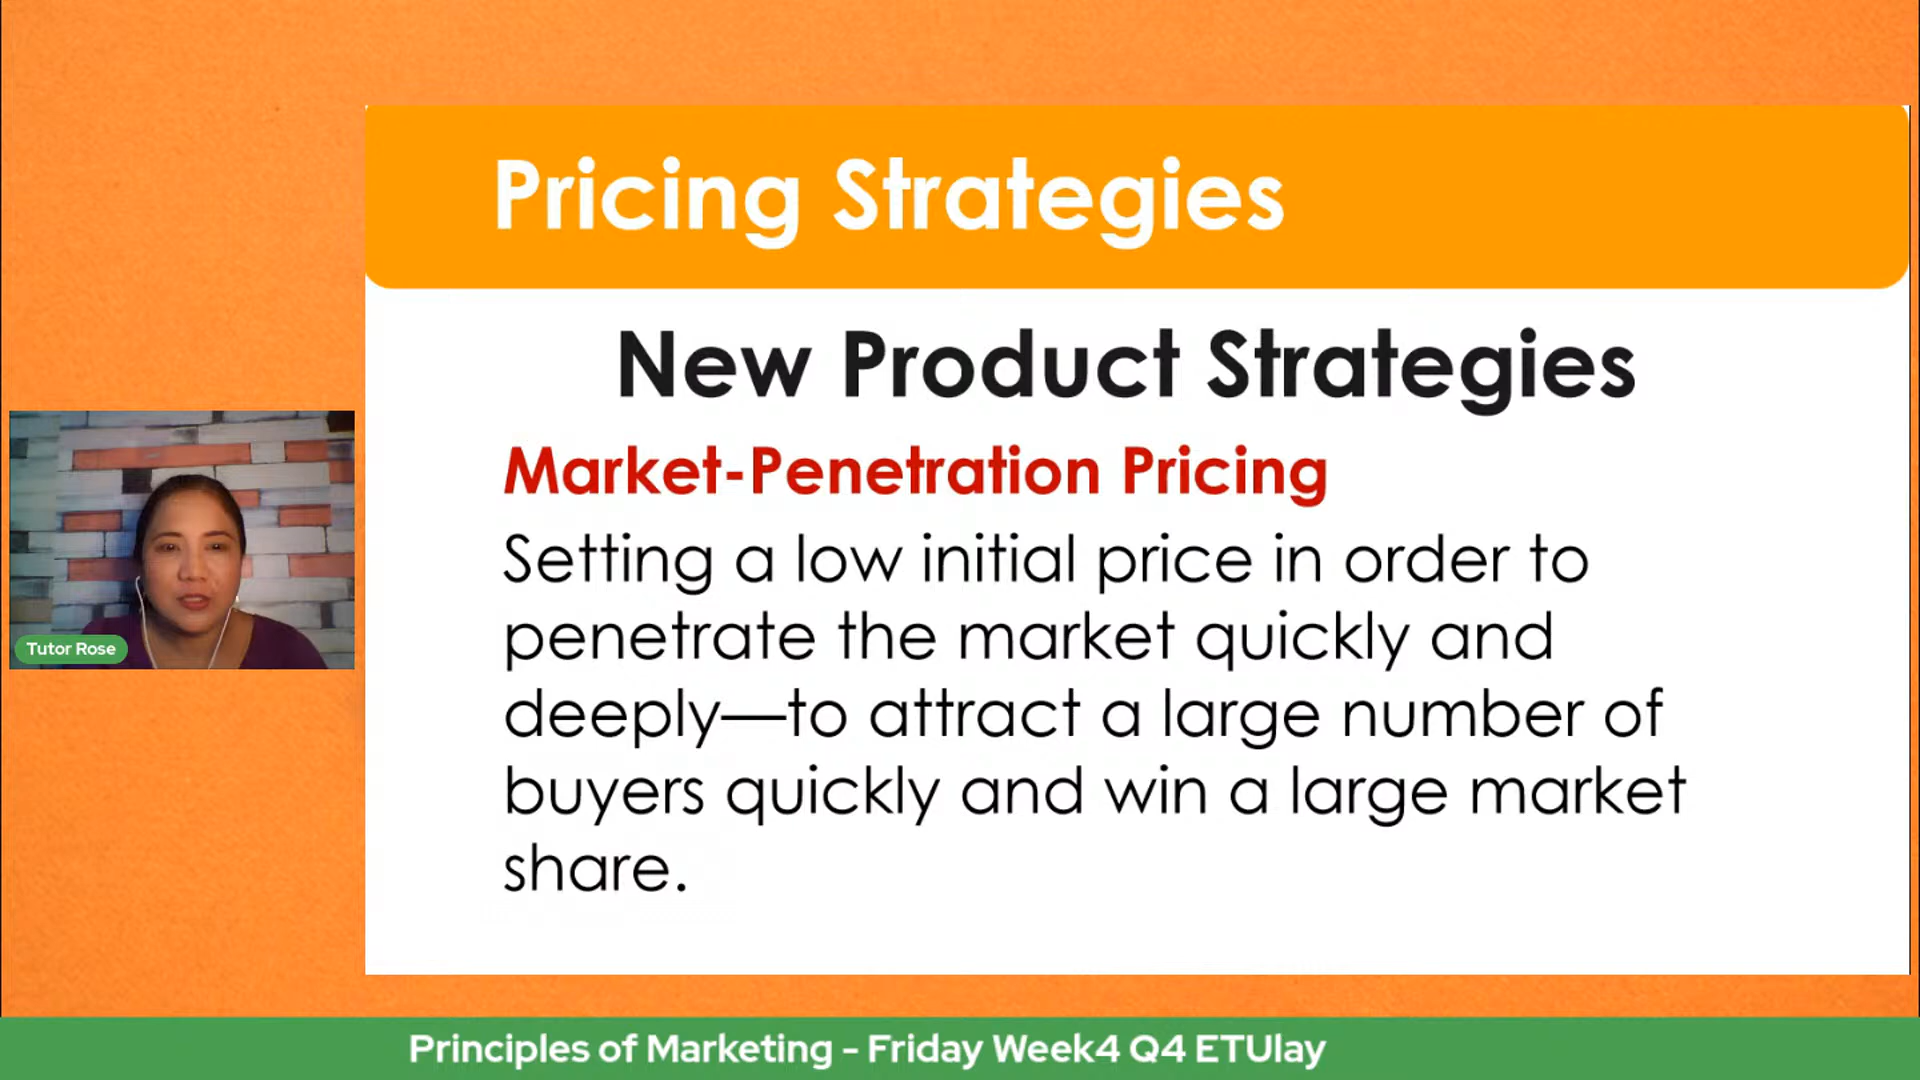 Pricing Strategies
New Product Strategies
Market-Penetration Pricing
Setting a low initial price in order to
penetrate the market quickly and
deeply—to attract a large number of
buyers quickly and win a large market
share.
Tutor Rose
Principles of Marketing - Friday Week4 Q4 ETUlay